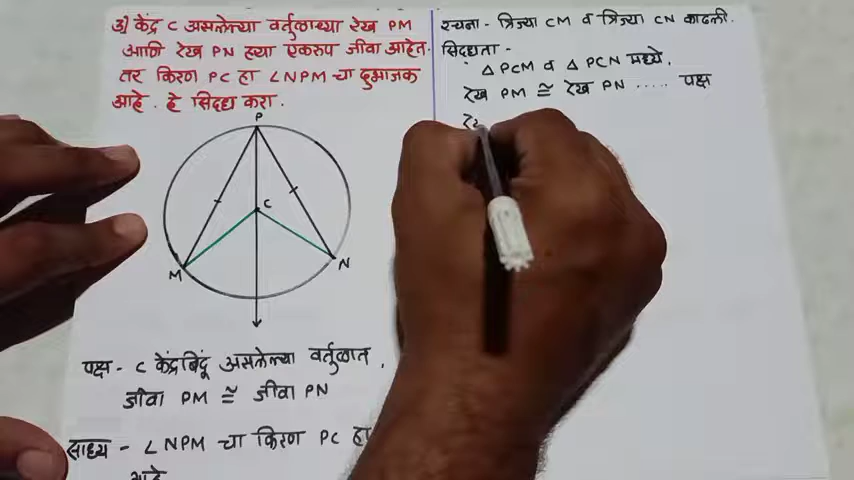 3) केंद्र C असलेल्या वर्तुळाच्या रेख PM
आणि रेख PN ह्या एकरुप जीवा आहेत.
तर किरण PC हा ∠NPM चा दुभाजक
आहे. हे सिद्ध करा.
P
C
M
N
पक्ष - C केंद्रबिंदू असलेल्या वर्तुळात,
जीवा PM ≅ जीवा PN
साध्य - ∠NPM चा किरण PC हा
आहे.
रचना - त्रिज्या CM व त्रिज्या CN काढली.
सिद्धता -
△PCM व △PCN मध्ये,
रेख PM ≅ रेख PN ..... पक्ष